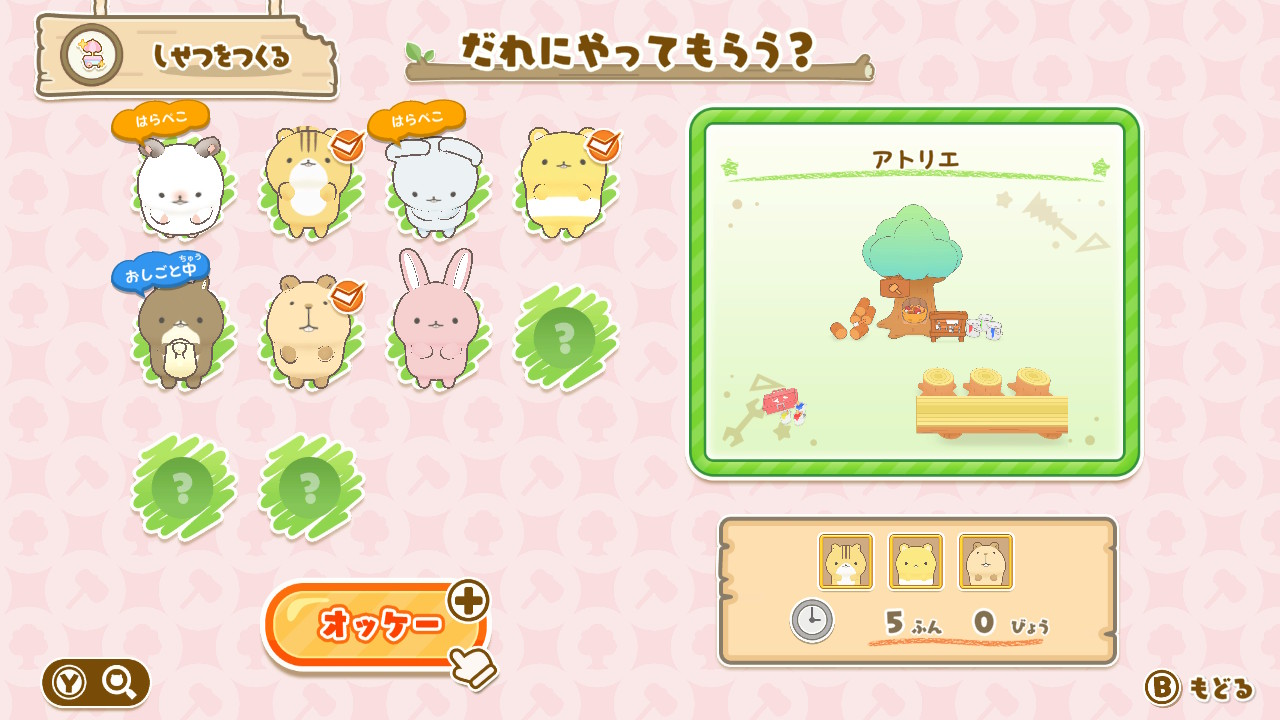 しせつをつくる
だれにやってもらう?
はらぺこ
はらぺこ
アトリエ
ちゅう
おしごと中
?
?
?
オッケー
5ふん 0びょう
Y
B もどる